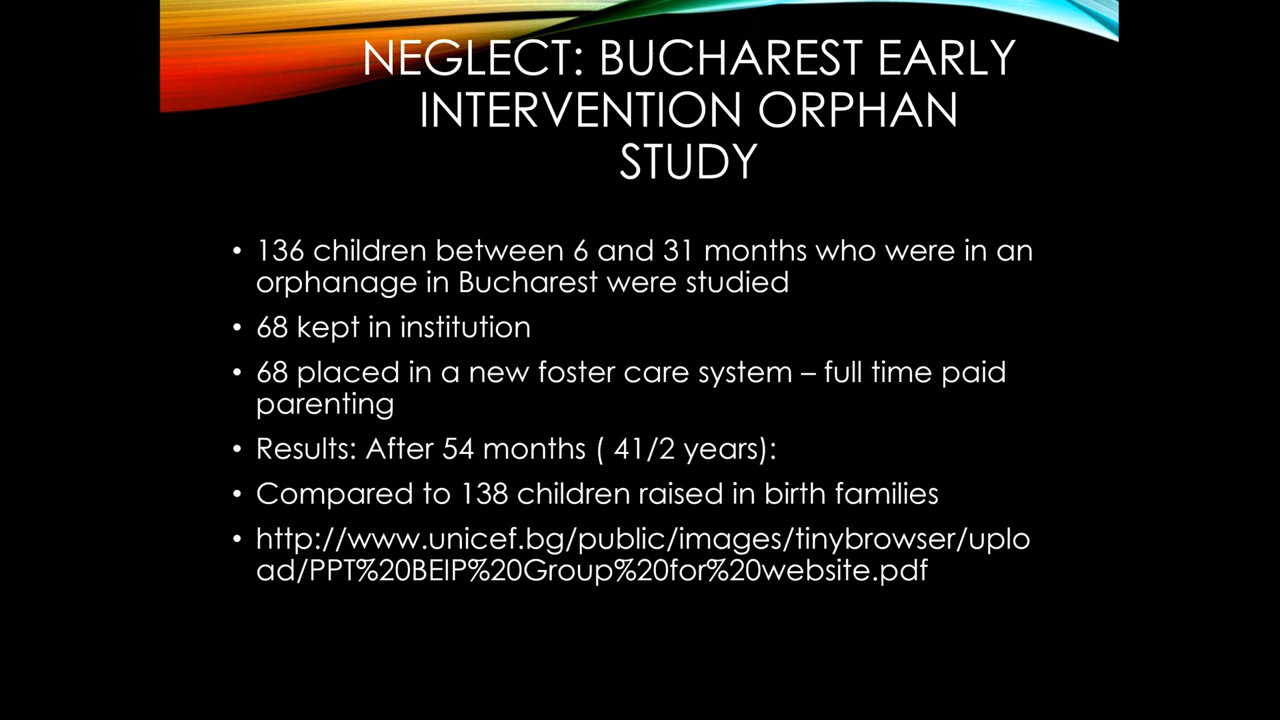 NEGLECT: BUCHAREST EARLY
INTERVENTION ORPHAN
STUDY
• 136 children between 6 and 31 months who were in an
orphanage in Bucharest were studied
• 68 kept in institution
• 68 placed in a new foster care system – full time paid
parenting
• Results: After 54 months ( 41/2 years):
• Compared to 138 children raised in birth families
• http://www.unicef.bg/public/images/tinybrowser/uplo
ad/PPT%20BEIP%20Group%20for%20website.pdf